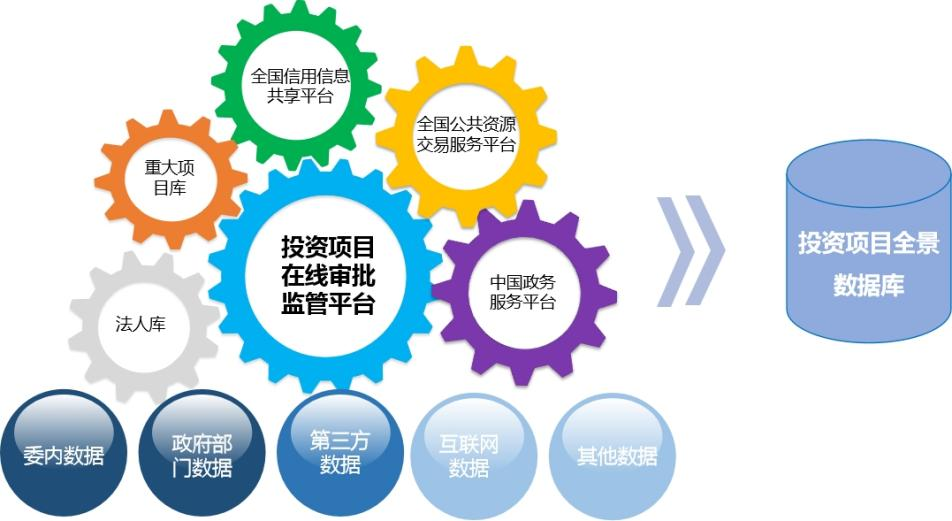 全国信用信息
共享平台
全国公共资源
交易服务平台
重大项
目库
投资项目
在线审批
监管平台
中国政务
服务平台
法人库
投资项目全景
数据库
委内数据
政府部
门数据
第三方
数据
互联网
数据
其他数据